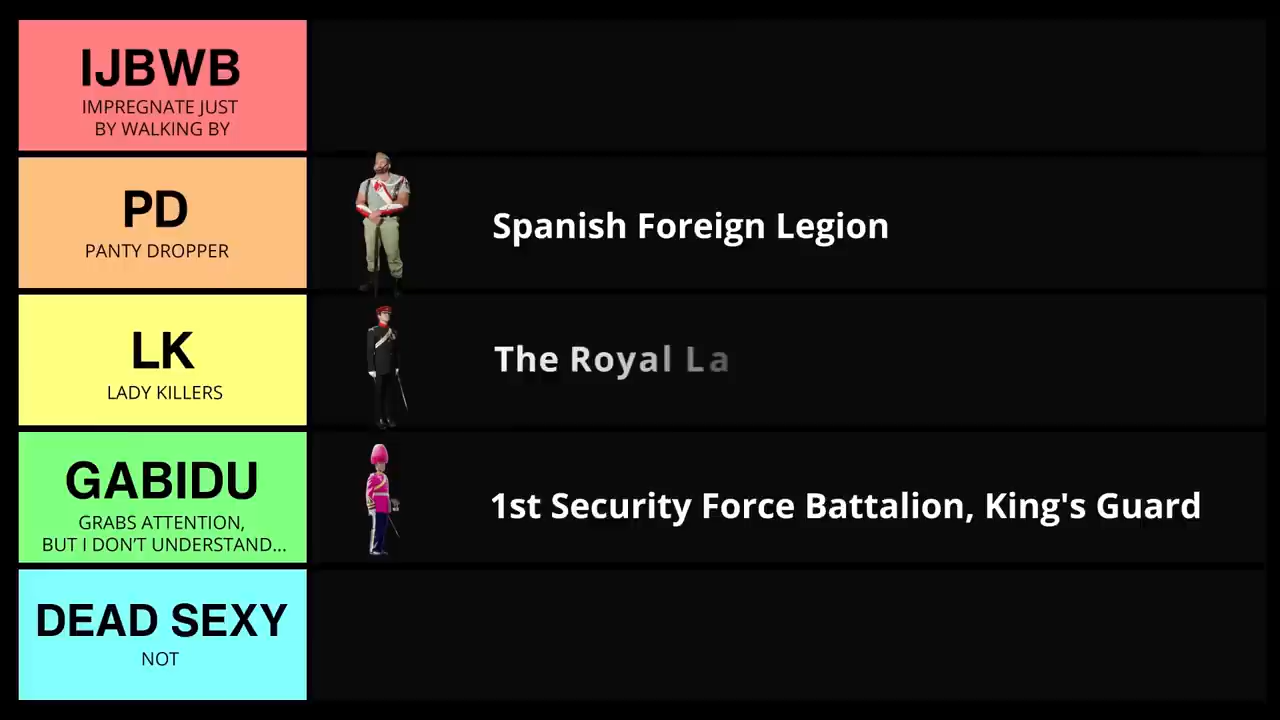 IJBWB
IMPREGNATE JUST
BY WALKING BY
PD
PANTY DROPPER
Spanish Foreign Legion
LK
LADY KILLERS
The Royal La
GABIDU
GRABS ATTENTION,
BUT I DON'T UNDERSTAND...
1st Security Force Battalion, King's Guard
DEAD SEXY
NOT